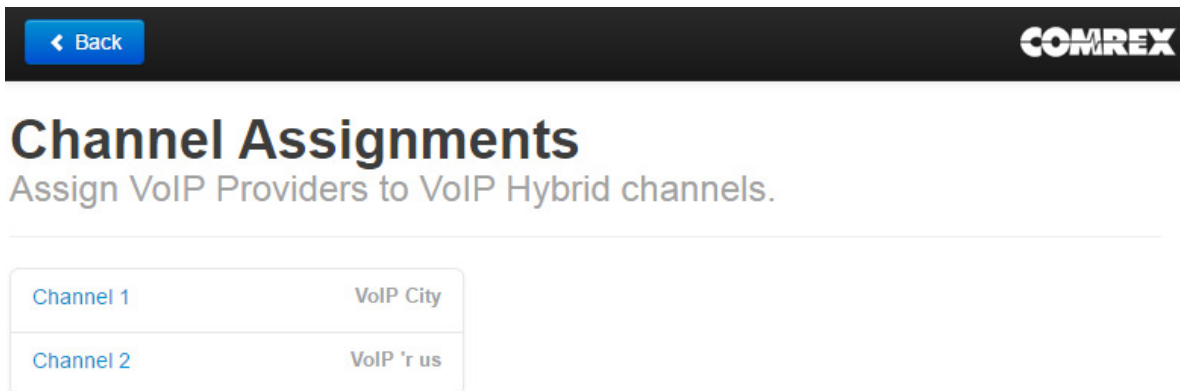 Back
COMREX
Channel Assignments
Assign VoIP Providers to VoIP Hybrid channels.
Channel 1 VoIP City
Channel 2 VoIP 'r us